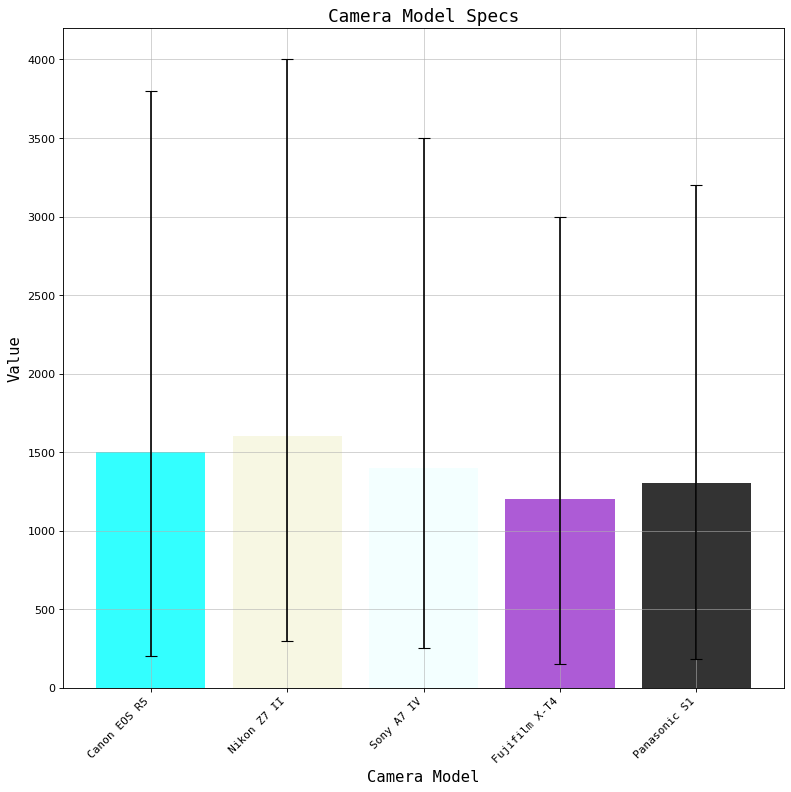 Camera Model Specs
Value
4000
3500
3000
2500
2000
1500
1000
500
0
Canon EOS R5
Nikon Z7 II
Sony A7 IV
Fujifilm X-T4
Panasonic S1
Camera Model